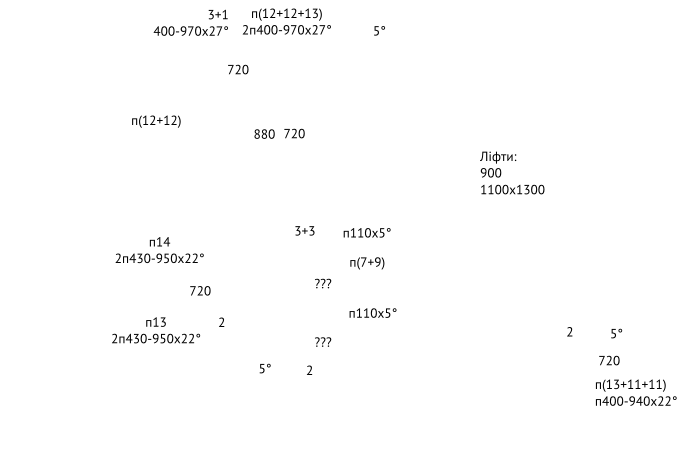 3+1
400-970x27°
п(12+12+13)
2п400-970x27°
5°
720
п(12+12)
880 720
Ліфти:
900
1100x1300
п14
2п430-950x22°
3+3
п110x5°
п(7+9)
???
720
п110x5°
п13
2п430-950x22°
2
???
5°
2
2
5°
720
п(13+11+11)
п400-940x22°